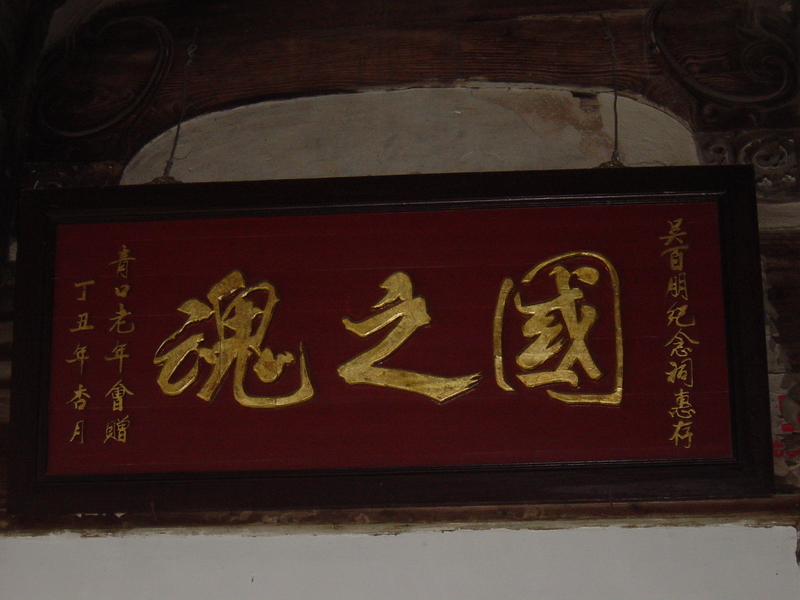 吴百朋纪念祠惠存
國之魂
青口老年會贈
丁丑年杏月